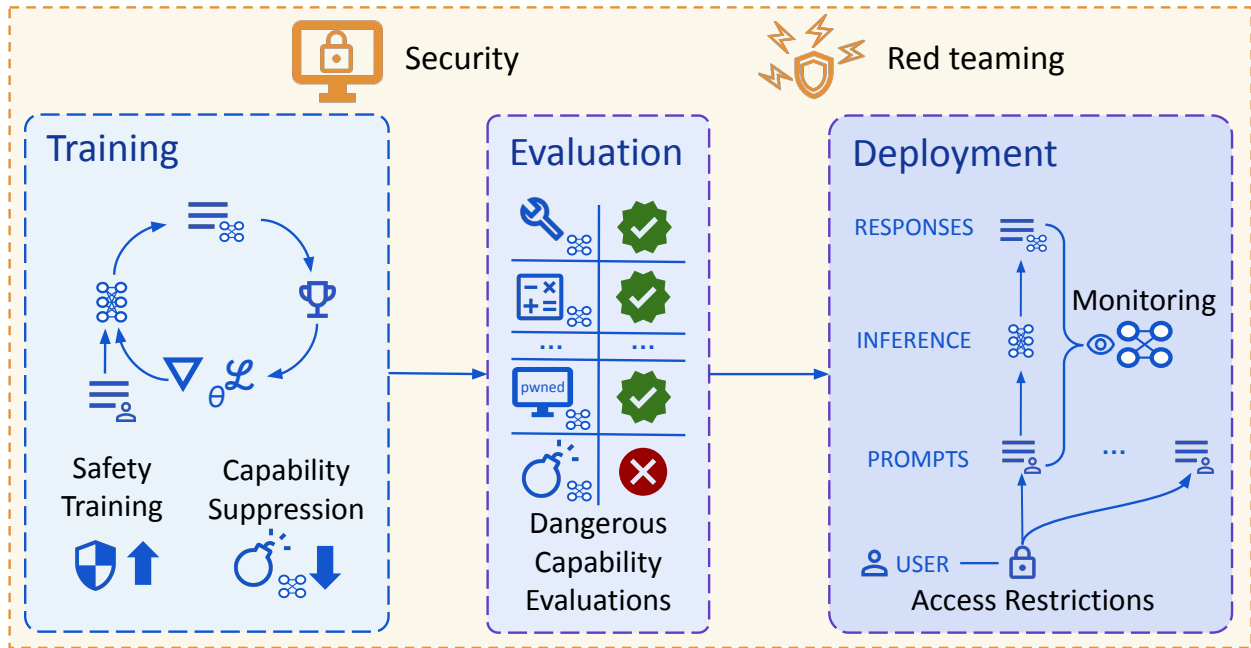 Security
Red teaming
Training
θ
ℒ
Safety
Training
Capability
Suppression
Evaluation
...
...
pwned
Dangerous
Capability
Evaluations
Deployment
RESPONSES
Monitoring
INFERENCE
PROMPTS
...
USER
Access Restrictions